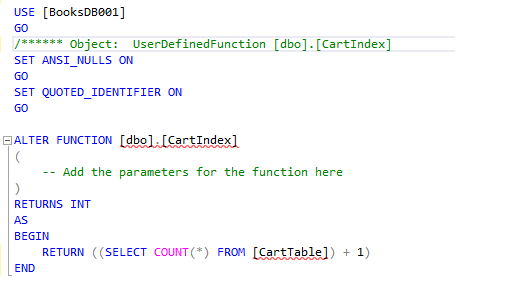 USE [BooksDB001]
GO
/****** Object:  UserDefinedFunction [dbo].[CartIndex]
SET ANSI_NULLS ON
GO
SET QUOTED_IDENTIFIER ON
GO

ALTER FUNCTION [dbo].[CartIndex]
(
    -- Add the parameters for the function here
)
RETURNS INT
AS
BEGIN
    RETURN ((SELECT COUNT(*) FROM [CartTable]) + 1)
END